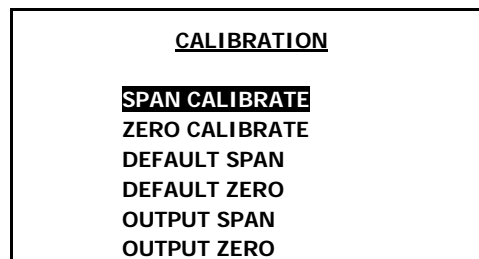 CALIBRATION
SPAN CALIBRATE
ZERO CALIBRATE
DEFAULT SPAN
DEFAULT ZERO
OUTPUT SPAN
OUTPUT ZERO